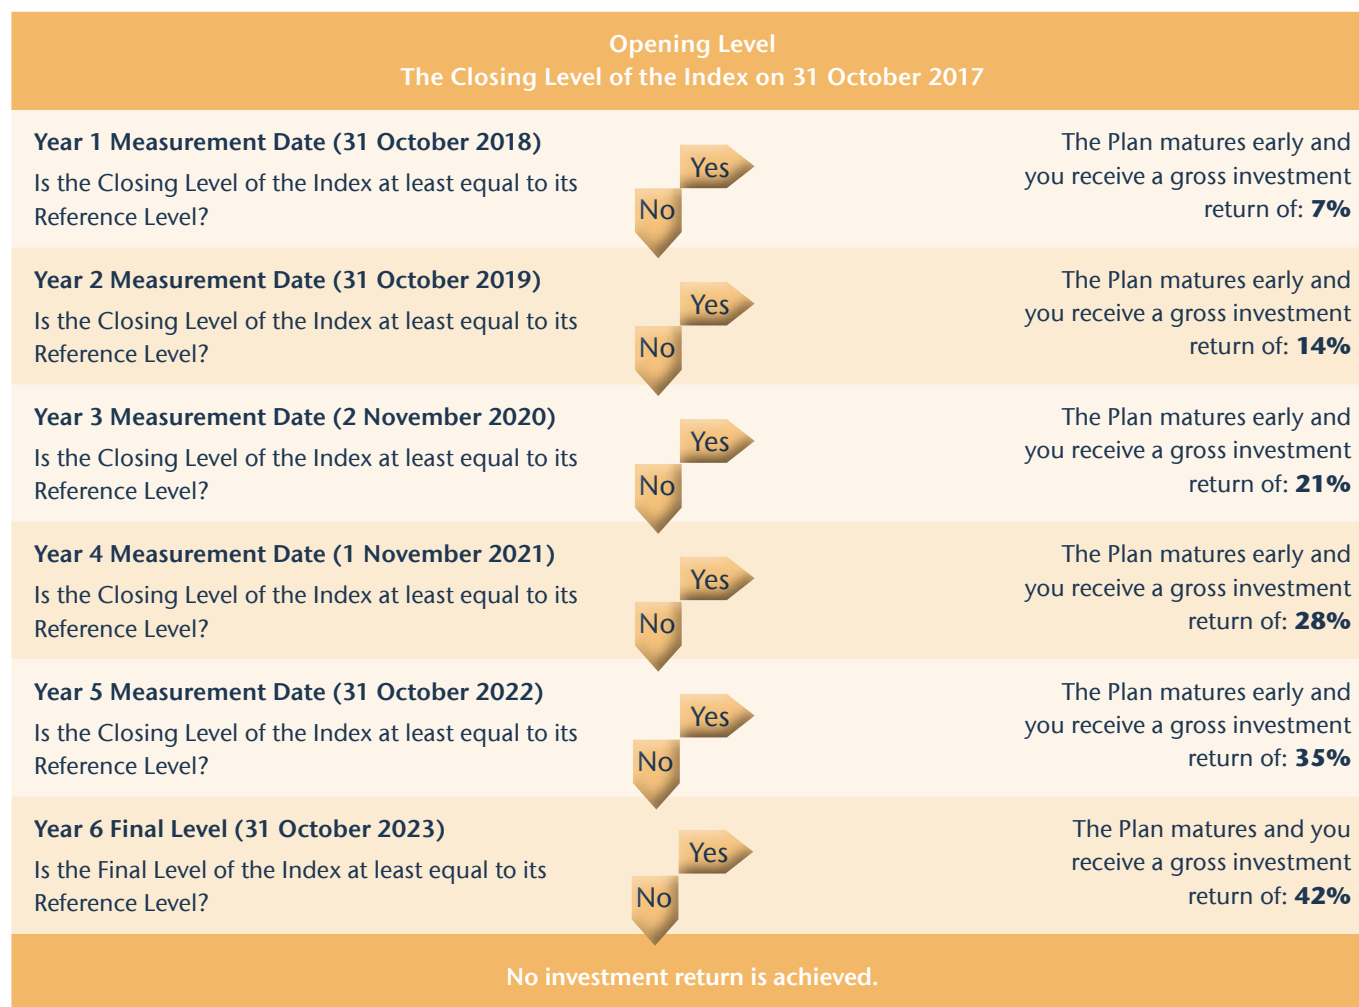 Opening Level
The Closing Level of the Index on 31 October 2017
Year 1 Measurement Date (31 October 2018)
Is the Closing Level of the Index at least equal to its
Reference Level?
Yes
No
The Plan matures early and
you receive a gross investment
return of: 7%
Year 2 Measurement Date (31 October 2019)
Is the Closing Level of the Index at least equal to its
Reference Level?
Yes
No
The Plan matures early and
you receive a gross investment
return of: 14%
Year 3 Measurement Date (2 November 2020)
Is the Closing Level of the Index at least equal to its
Reference Level?
Yes
No
The Plan matures early and
you receive a gross investment
return of: 21%
Year 4 Measurement Date (1 November 2021)
Is the Closing Level of the Index at least equal to its
Reference Level?
Yes
No
The Plan matures early and
you receive a gross investment
return of: 28%
Year 5 Measurement Date (31 October 2022)
Is the Closing Level of the Index at least equal to its
Reference Level?
Yes
No
The Plan matures early and
you receive a gross investment
return of: 35%
Year 6 Final Level (31 October 2023)
Is the Final Level of the Index at least equal to its
Reference Level?
Yes
No
The Plan matures and you
receive a gross investment
return of: 42%
No investment return is achieved.